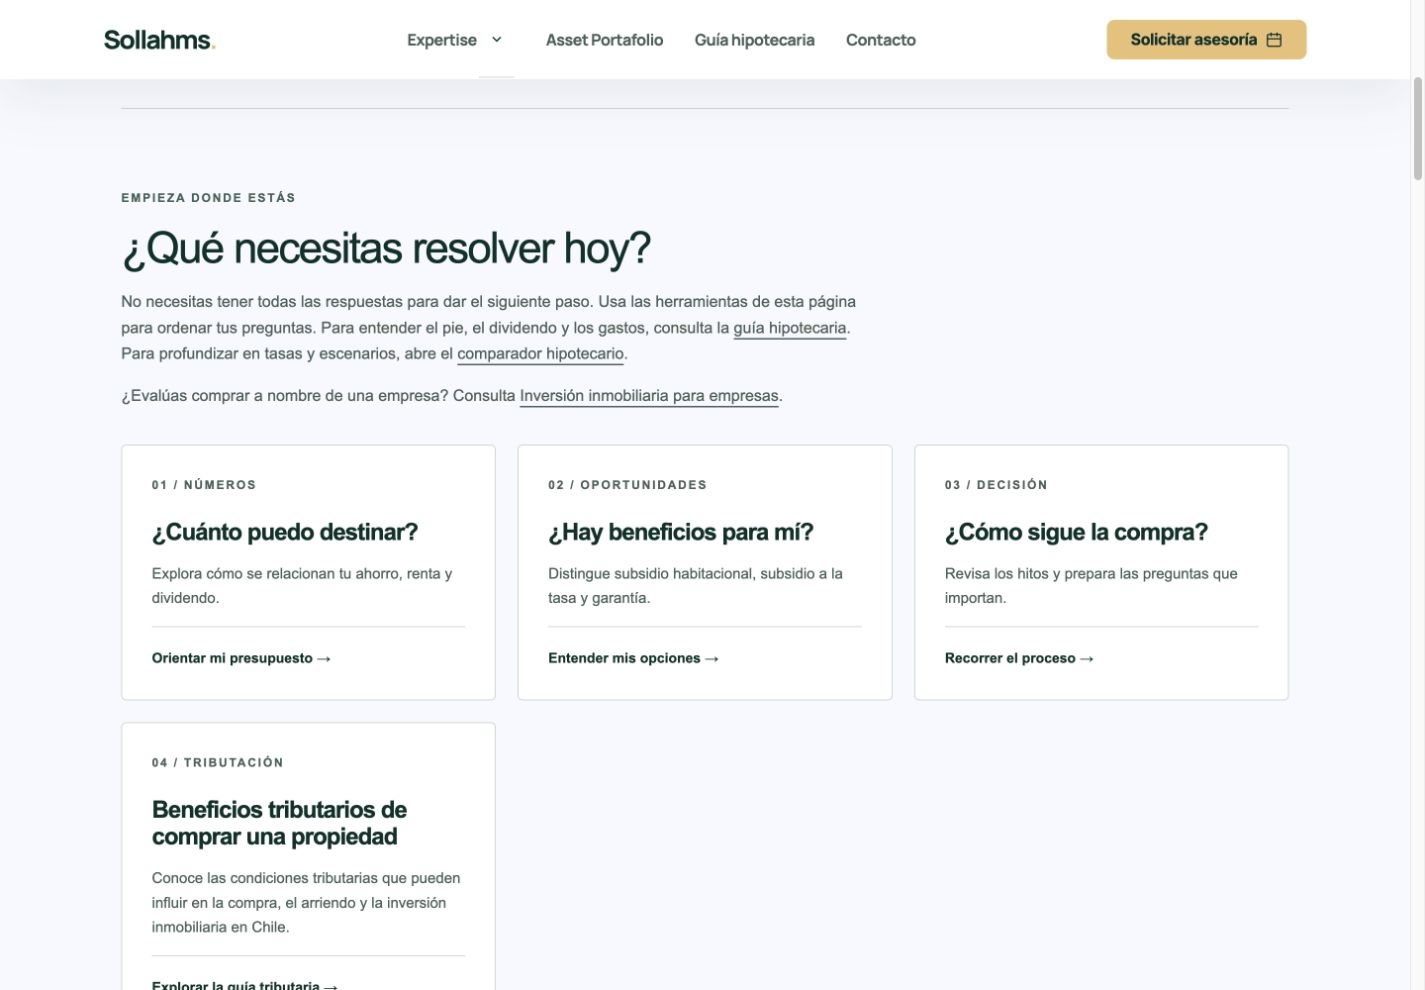 Sollahms.
Expertise
Asset Portafolio
Guía hipotecaria
Contacto
Solicitar asesoría
EMPIEZA DONDE ESTÁS
¿Qué necesitas resolver hoy?
No necesitas tener todas las respuestas para dar el siguiente paso. Usa las herramientas de esta página
para ordenar tus preguntas. Para entender el pie, el dividendo y los gastos, consulta la guía hipotecaria.
Para profundizar en tasas y escenarios, abre el comparador hipotecario.
¿Evalúas comprar a nombre de una empresa? Consulta Inversión inmobiliaria para empresas.
01 / NÚMEROS
¿Cuánto puedo destinar?
Explora cómo se relacionan tu ahorro, renta y
dividendo.
Orientar mi presupuesto →
02 / OPORTUNIDADES
¿Hay beneficios para mí?
Distingue subsidio habitacional, subsidio a la
tasa y garantía.
Entender mis opciones →
03 / DECISIÓN
¿Cómo sigue la compra?
Revisa los hitos y prepara las preguntas que
importan.
Recorrer el proceso →
04 / TRIBUTACIÓN
Beneficios tributarios de
comprar una propiedad
Conoce las condiciones tributarias que pueden
influir en la compra, el arriendo y la inversión
inmobiliaria en Chile.
Explorar la guía tributaria →